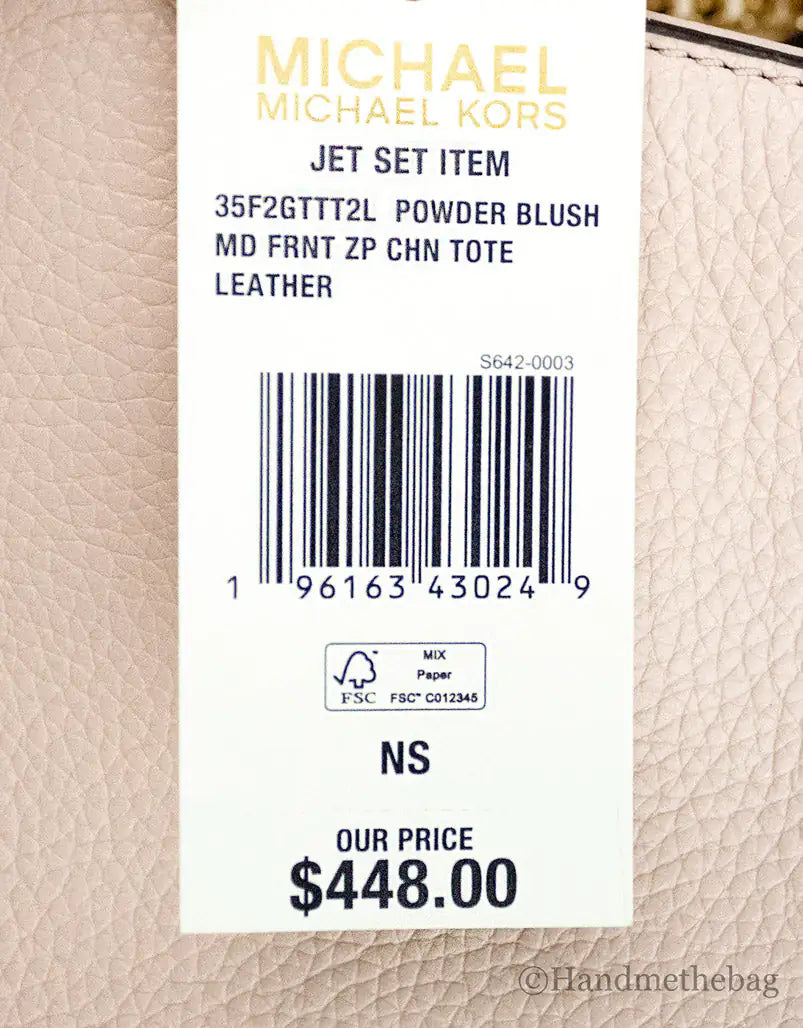 MICHAEL
MICHAEL KORS
JET SET ITEM
35F2GTTT2L POWDER BLUSH
MD FRNT ZP CHN TOTE
LEATHER
S642-0003
1 96163 43024 9
MIX
Paper
FSC™ C012345
FSC
NS
OUR PRICE
$448.00
©Handmethebag